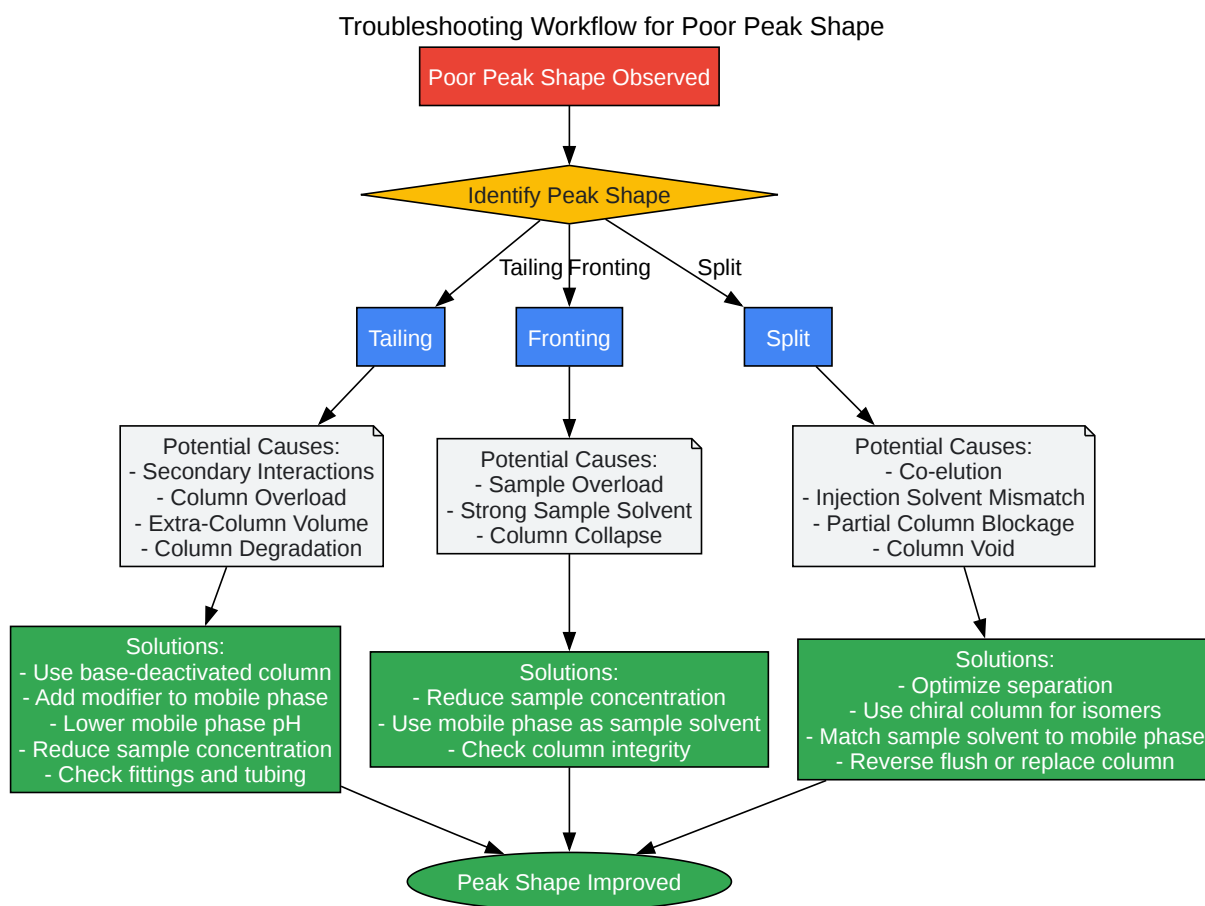 Troubleshooting Workflow for Poor Peak Shape
Poor Peak Shape Observed
Identify Peak Shape
Tailing
Fronting
Split
Tailing
Fronting
Split
Potential Causes:
- Secondary Interactions
- Column Overload
- Extra-Column Volume
- Column Degradation
Potential Causes:
- Sample Overload
- Strong Sample Solvent
- Column Collapse
Potential Causes:
- Co-elution
- Injection Solvent Mismatch
- Partial Column Blockage
- Column Void
Solutions:
- Use base-deactivated column
- Add modifier to mobile phase
- Lower mobile phase pH
- Reduce sample concentration
- Check fittings and tubing
Solutions:
- Reduce sample concentration
- Use mobile phase as sample solvent
- Check column integrity
Solutions:
- Optimize separation
- Use chiral column for isomers
- Match sample solvent to mobile phase
- Reverse flush or replace column
Peak Shape Improved